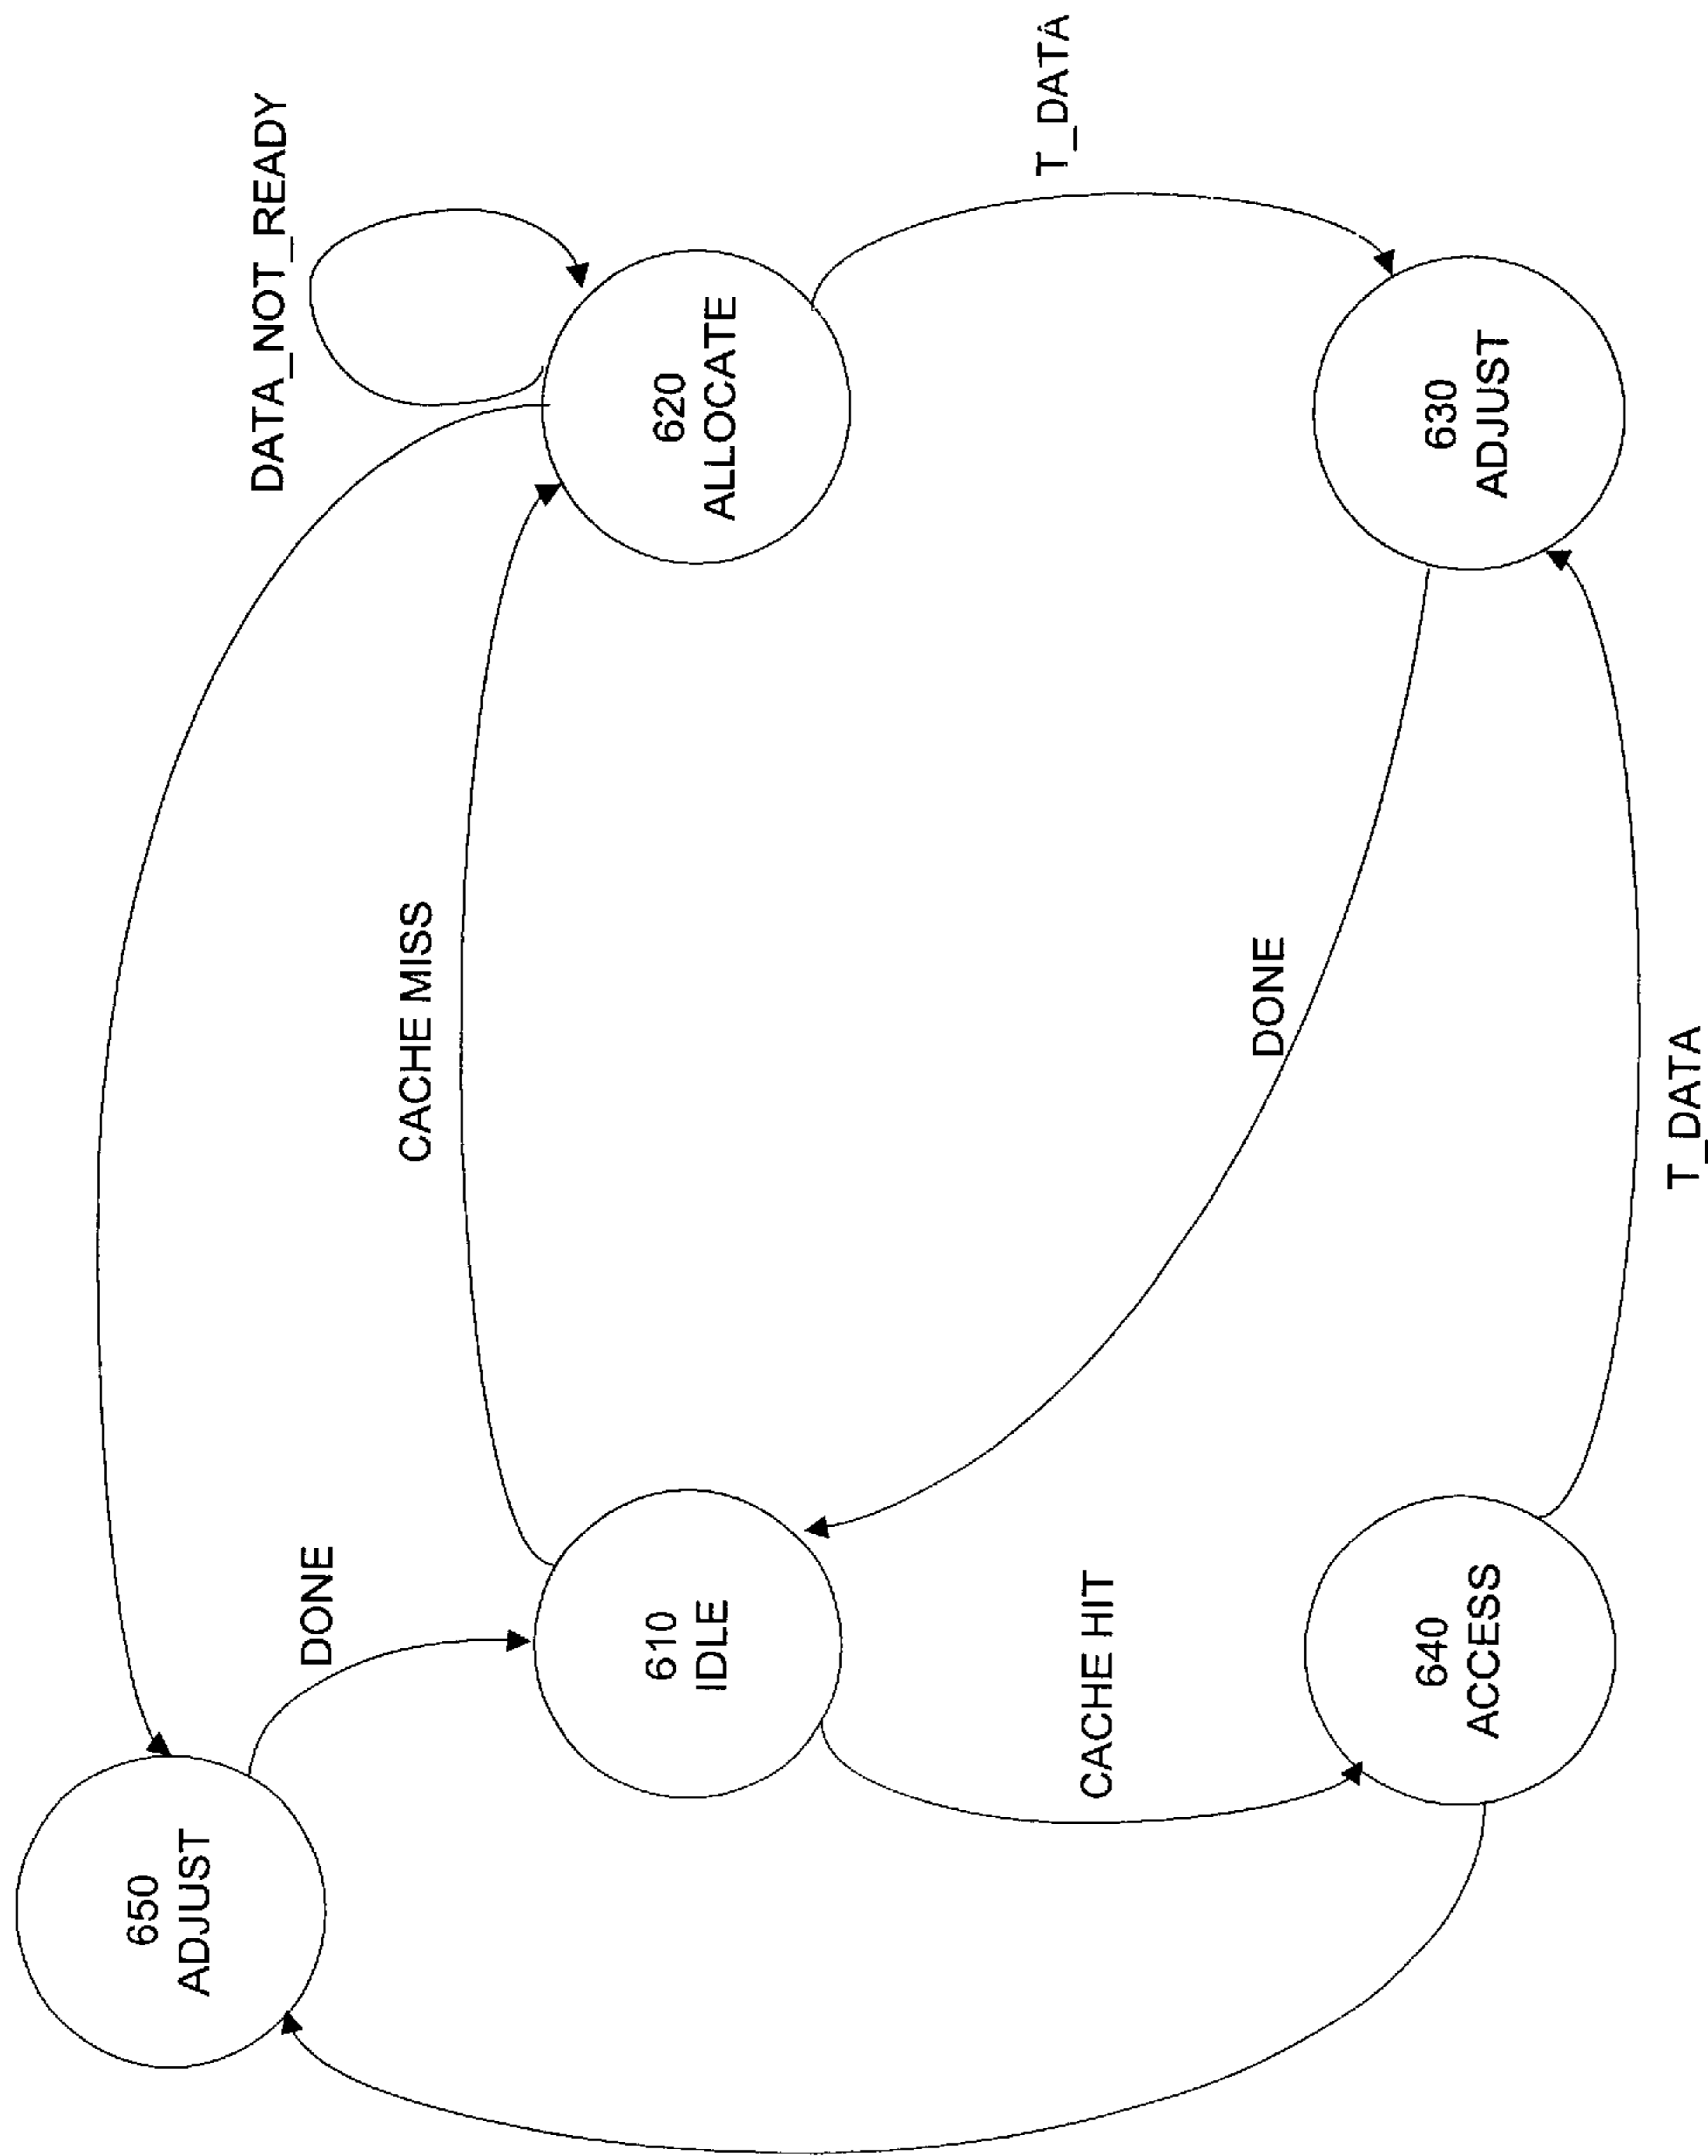 650
ADJUST
DONE
610
IDLE
CACHE MISS
DATA_NOT_READY
620
ALLOCATE
CACHE HIT
DONE
T_DATA
640
ACCESS
630
ADJUST
T_DATA